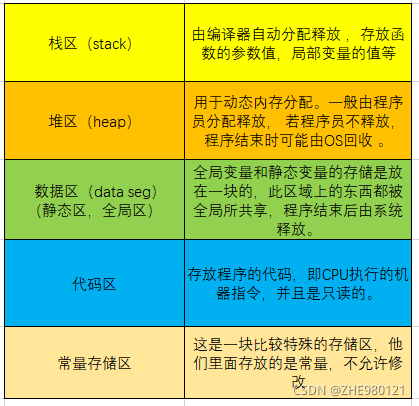 栈区（stack）
由编译器自动分配释放，存放函
数的参数值，局部变量的值等
堆区（heap）
用于动态内存分配。一般由程序
员分配释放， 若程序员不释放，
程序结束时可能由OS回收 。
数据区（data seg）
（静态区，全局区）
全局变量和静态变量的存储是放
在一块的，此区域上的东西都被
全局所共享，程序结束后由系统
释放。
代码区
存放程序的代码，即CPU执行的机
器指令，并且是只读的。
常量存储区
这是一块比较特殊的存储区，他
们里面存放的是常量，不允许修
改
CSDN @ZHE980121